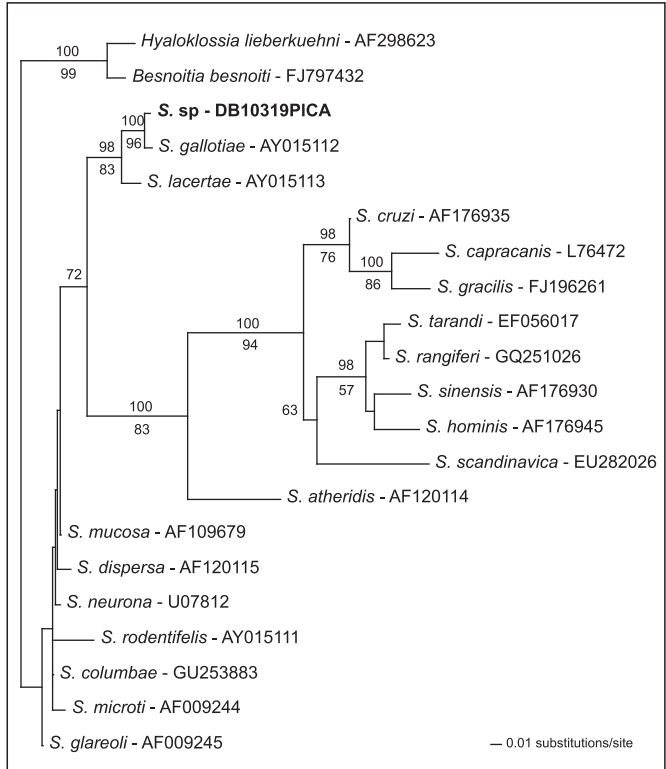 Hyaloklossia lieberkuehni - AF298623
100
99
Besnoitia besnoiti - FJ797432
S. sp - DB10319PICA
100
98
96
S. gallotiae - AY015112
83
S. lacertae - AY015113
S. cruzi - AF176935
98
76
S. capracanis - L76472
100
86
S. gracilis - FJ196261
72
S. tarandi - EF056017
100
94
S. rangiferi - GQ251026
98
57
S. sinensis - AF176930
63
S. hominis - AF176945
100
83
S. scandinavica - EU282026
S. atheridis - AF120114
S. mucosa - AF109679
S. dispersa - AF120115
S. neurona - U07812
S. rodentifelis - AY015111
S. columbae - GU253883
S. microti - AF009244
S. glareoli - AF009245
0.01 substitutions/site